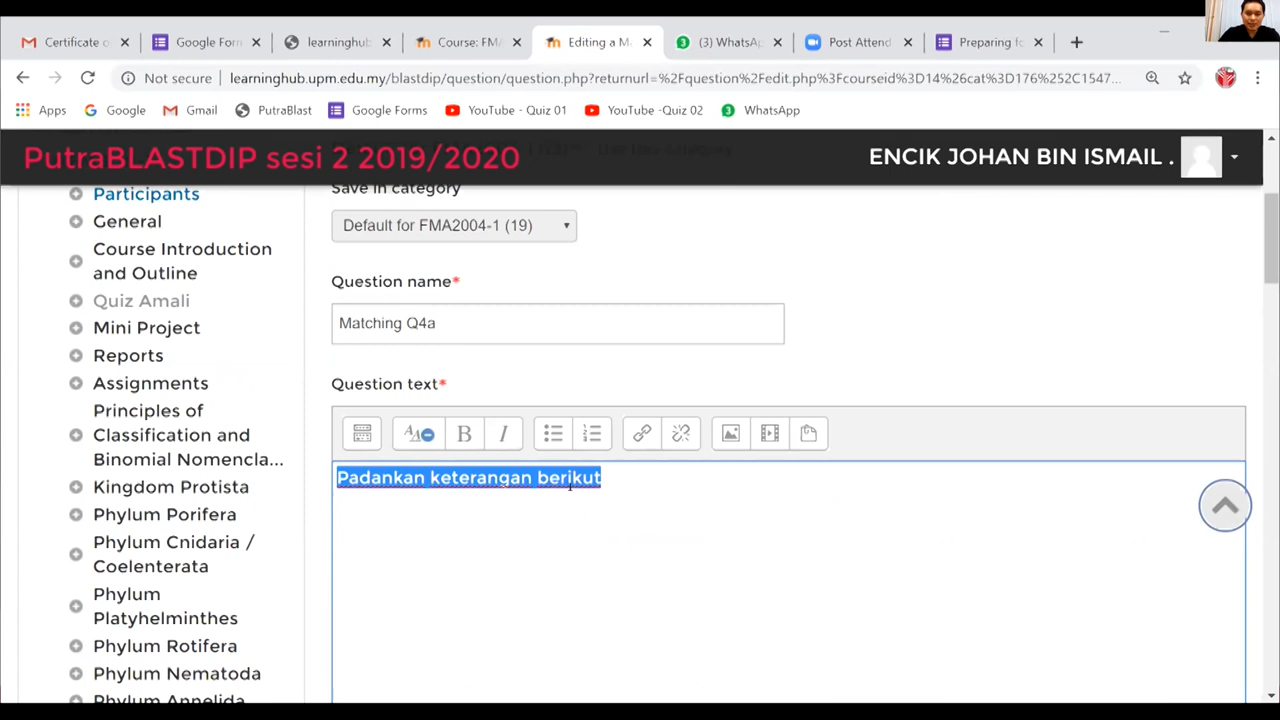 Certificate o
Google For
learninghub
Course: FMA
Editing a M
(3) WhatsA
Post Attend
Preparing fo
Not secure
learninghub.upm.edu.my/blastdip/question/question.php?returnurl=%2Fquestion%2Fedit.php%3Fcourseid%3D14%26cat%3D176%252C1547...
Apps
Google
Gmail
PutraBlast
Google Forms
YouTube - Quiz 01
YouTube -Quiz 02
WhatsApp
PutraBLASTDIP sesi 2 2019/2020
ENCIK JOHAN BIN ISMAIL .
Participants
General
Course Introduction
and Outline
Quiz Amali
Mini Project
Reports
Assignments
Principles of
Classification and
Binomial Nomencla...
Kingdom Protista
Phylum Porifera
Phylum Cnidaria /
Coelenterata
Phylum
Platyhelminthes
Phylum Rotifera
Phylum Nematoda
Phylum Annelida
Save in category
Default for FMA2004-1 (19)
Question name*
Matching Q4a
Question text*
Padankan keterangan berikut